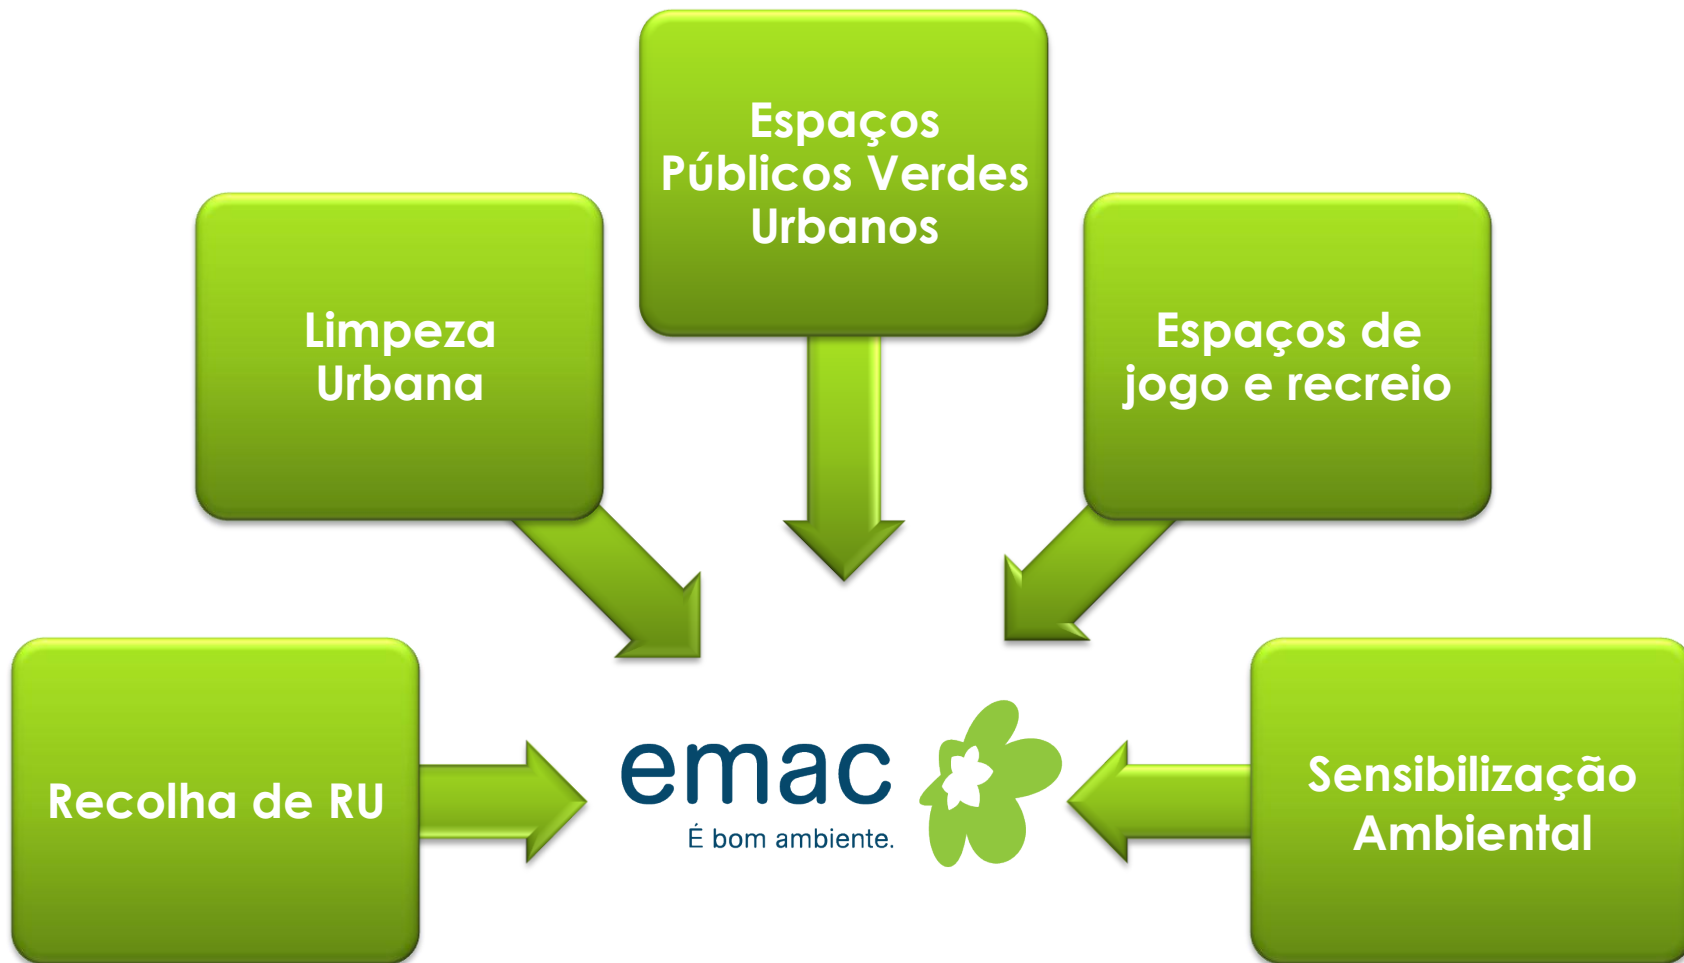 Espaços
Públicos Verdes
Urbanos
Limpeza
Urbana
Espaços de
jogo e recreio
Recolha de RU
emac
É bom ambiente.
Sensibilização
Ambiental